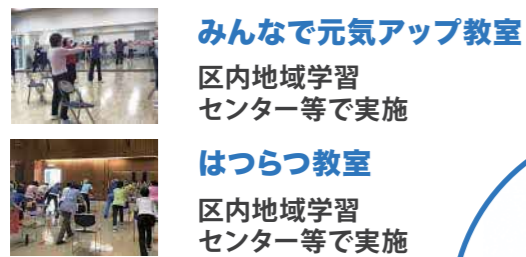 みんなで元気アップ教室
区内地域学習
センター等で実施
はつらつ教室
区内地域学習
センター等で実施